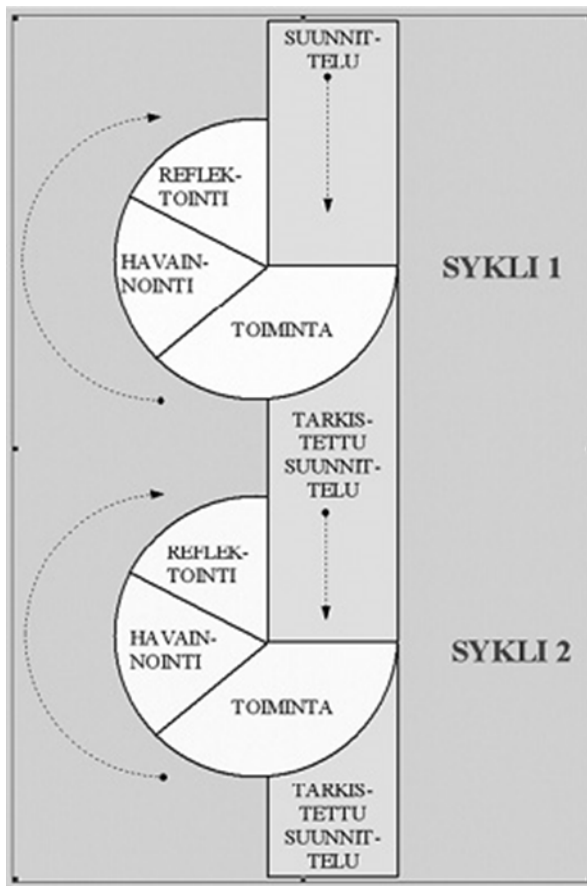 SUUNNIT-
TELU
REFLEK-
TOINTI
HAVAIN-
NOINTI
SYKLI 1
TOIMINTA
TARKIS-
TETTU
SUUNNIT-
TELU
REFLEK-
TOINTI
HAVAIN-
NOINTI
SYKLI 2
TOIMINTA
TARKIS-
TETTU
SUUNNIT-
TELU